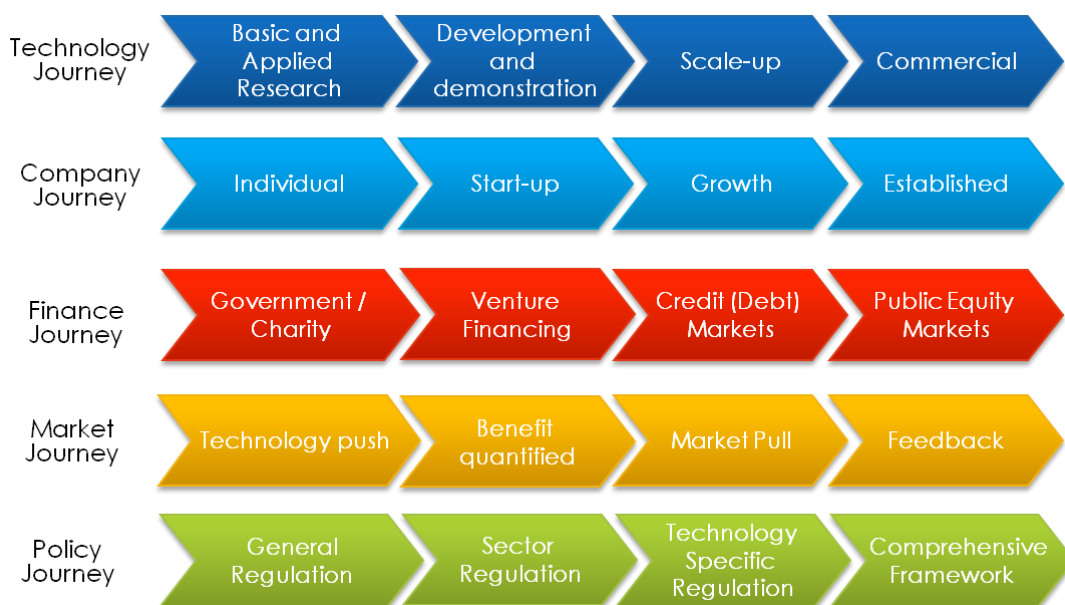 Technology
Journey
Basic and
Applied
Research
Development
and
demonstration
Scale-up
Commercial
Company
Journey
Individual
Start-up
Growth
Established
Finance
Journey
Government /
Charity
Venture
Financing
Credit (Debt)
Markets
Public Equity
Markets
Market
Journey
Technology push
Benefit
quantified
Market Pull
Feedback
Policy
Journey
General
Regulation
Sector
Regulation
Technology
Specific
Regulation
Comprehensive
Framework